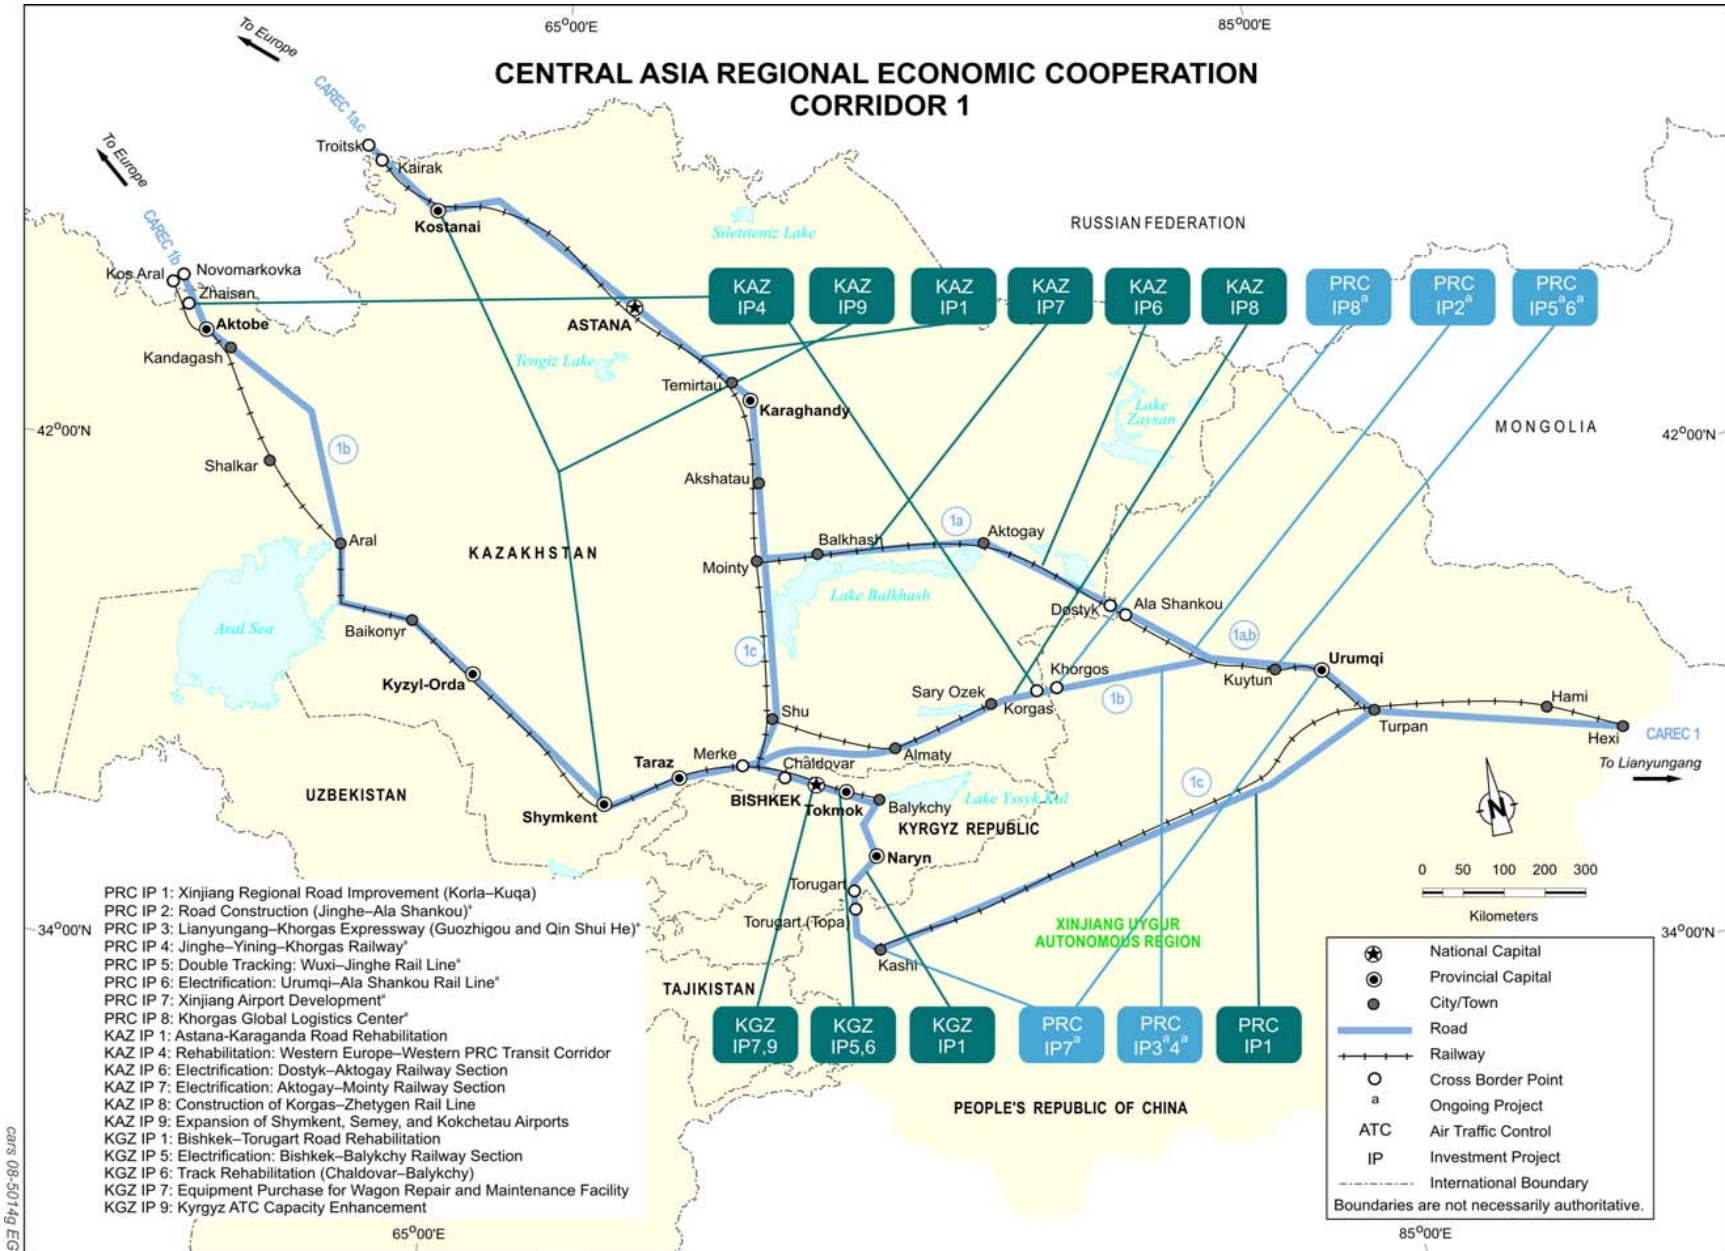 65°00'E
85°00'E
To Europe
CENTRAL ASIA REGIONAL ECONOMIC COOPERATION
CORRIDOR 1
CAREC 1a,c
To Europe
Troitsk
Kairak
Kostanai
CAREC 1b
Siletiteniz Lake
RUSSIAN FEDERATION
Kos Aral
Novomarkovka
Zhaisan
Aktobe
Kandagash
ASTANA
KAZ
IP4
KAZ
IP9
KAZ
IP1
KAZ
IP7
KAZ
IP6
KAZ
IP8
PRC
IP8ª
PRC
IP2ª
PRC
IP5ª6ª
Tengiz Lake
Temirtau
Karaghandy
Lake
Zaysan
MONGOLIA
42°00'N
42°00'N
1b
Shalkar
Akshatau
Aral
KAZAKHSTAN
Mointy
Balkhash
1a
Aktogay
Lake Balkhash
Dostyk
Ala Shankou
Aral Sea
Baikonyr
Kyzyl-Orda
1c
1a,b
Urumqi
Kuytun
Khorgos
Sary Ozek
Korgas
1b
Hami
Turpan
Hexi
CAREC 1
To Lianyungang
Shu
Almaty
Merke
Chaldovar
Taraz
BISHKEK
Tokmok
Balykchy
Lake Yssyk Kul
1c
UZBEKISTAN
Shymkent
KYRGYZ REPUBLIC
N
Naryn
Torugart
Torugart (Topa)
Kashi
0 50 100 200 300
Kilometers
34°00'N
34°00'N
XINJIANG UYGUR
AUTONOMOUS REGION
TAJIKISTAN
KGZ
IP7,9
KGZ
IP5,6
KGZ
IP1
PRC
IP7ª
PRC
IP3ª4ª
PRC
IP1
PEOPLE'S REPUBLIC OF CHINA
PRC IP 1: Xinjiang Regional Road Improvement (Korla–Kuqa)
PRC IP 2: Road Construction (Jinghe–Ala Shankou)ª
PRC IP 3: Lianyungang–Khorgas Expressway (Guozhigou and Qin Shui He)ª
PRC IP 4: Jinghe–Yining–Khorgas Railwayª
PRC IP 5: Double Tracking: Wuxi–Jinghe Rail Lineª
PRC IP 6: Electrification: Urumqi–Ala Shankou Rail Lineª
PRC IP 7: Xinjiang Airport Developmentª
PRC IP 8: Khorgas Global Logistics Centerª
KAZ IP 1: Astana-Karaganda Road Rehabilitation
KAZ IP 4: Rehabilitation: Western Europe–Western PRC Transit Corridor
KAZ IP 6: Electrification: Dostyk–Aktogay Railway Section
KAZ IP 7: Electrification: Aktogay–Mointy Railway Section
KAZ IP 8: Construction of Korgas–Zhetygen Rail Line
KAZ IP 9: Expansion of Shymkent, Semey, and Kokchetau Airports
KGZ IP 1: Bishkek–Torugart Road Rehabilitation
KGZ IP 5: Electrification: Bishkek–Balykchy Railway Section
KGZ IP 6: Track Rehabilitation (Chaldovar–Balykchy)
KGZ IP 7: Equipment Purchase for Wagon Repair and Maintenance Facility
KGZ IP 9: Kyrgyz ATC Capacity Enhancement
National Capital
Provincial Capital
City/Town
Road
Railway
Cross Border Point
a Ongoing Project
ATC Air Traffic Control
IP Investment Project
International Boundary
Boundaries are not necessarily authoritative.
65°00'E
85°00'E
cars 08-5014g EG